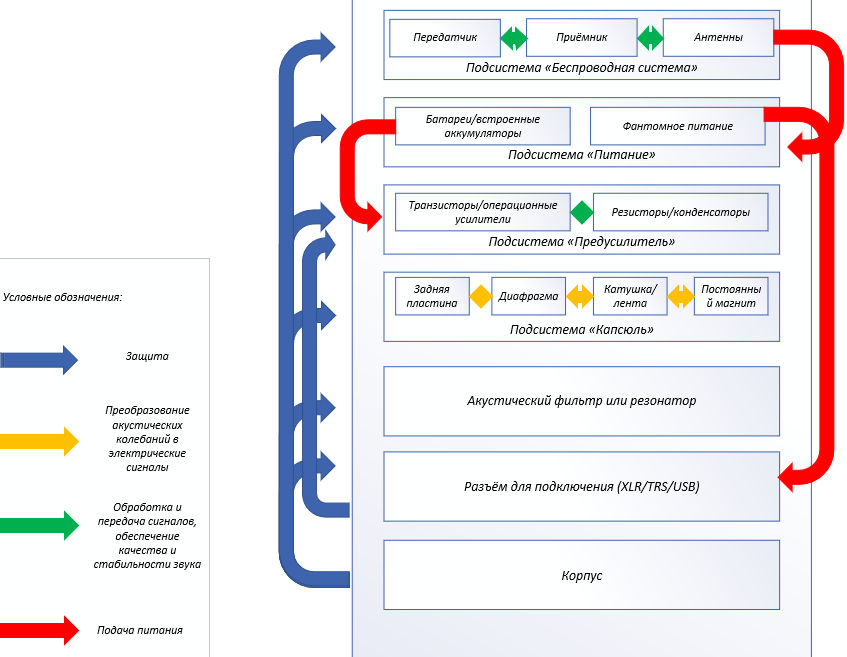 Передатчик
Приёмник
Антенны
Подсистема «Беспроводная система»
Батареи/встроенные
аккумуляторы
Фантомное питание
Подсистема «Питание»
Транзисторы/операционные
усилители
Резисторы/конденсаторы
Подсистема «Предусилитель»
Задняя
пластина
Диафрагма
Катушка/
лента
Постоянны
й магнит
Подсистема «Капсюль»
Акустический фильтр или резонатор
Разъём для подключения (XLR/TRS/USB)
Корпус
Условные обозначения:
Защита
Преобразование
акустических
колебаний в
электрические
сигналы
Обработка и
передача сигналов,
обеспечение
качества и
стабильности звука
Подача питания